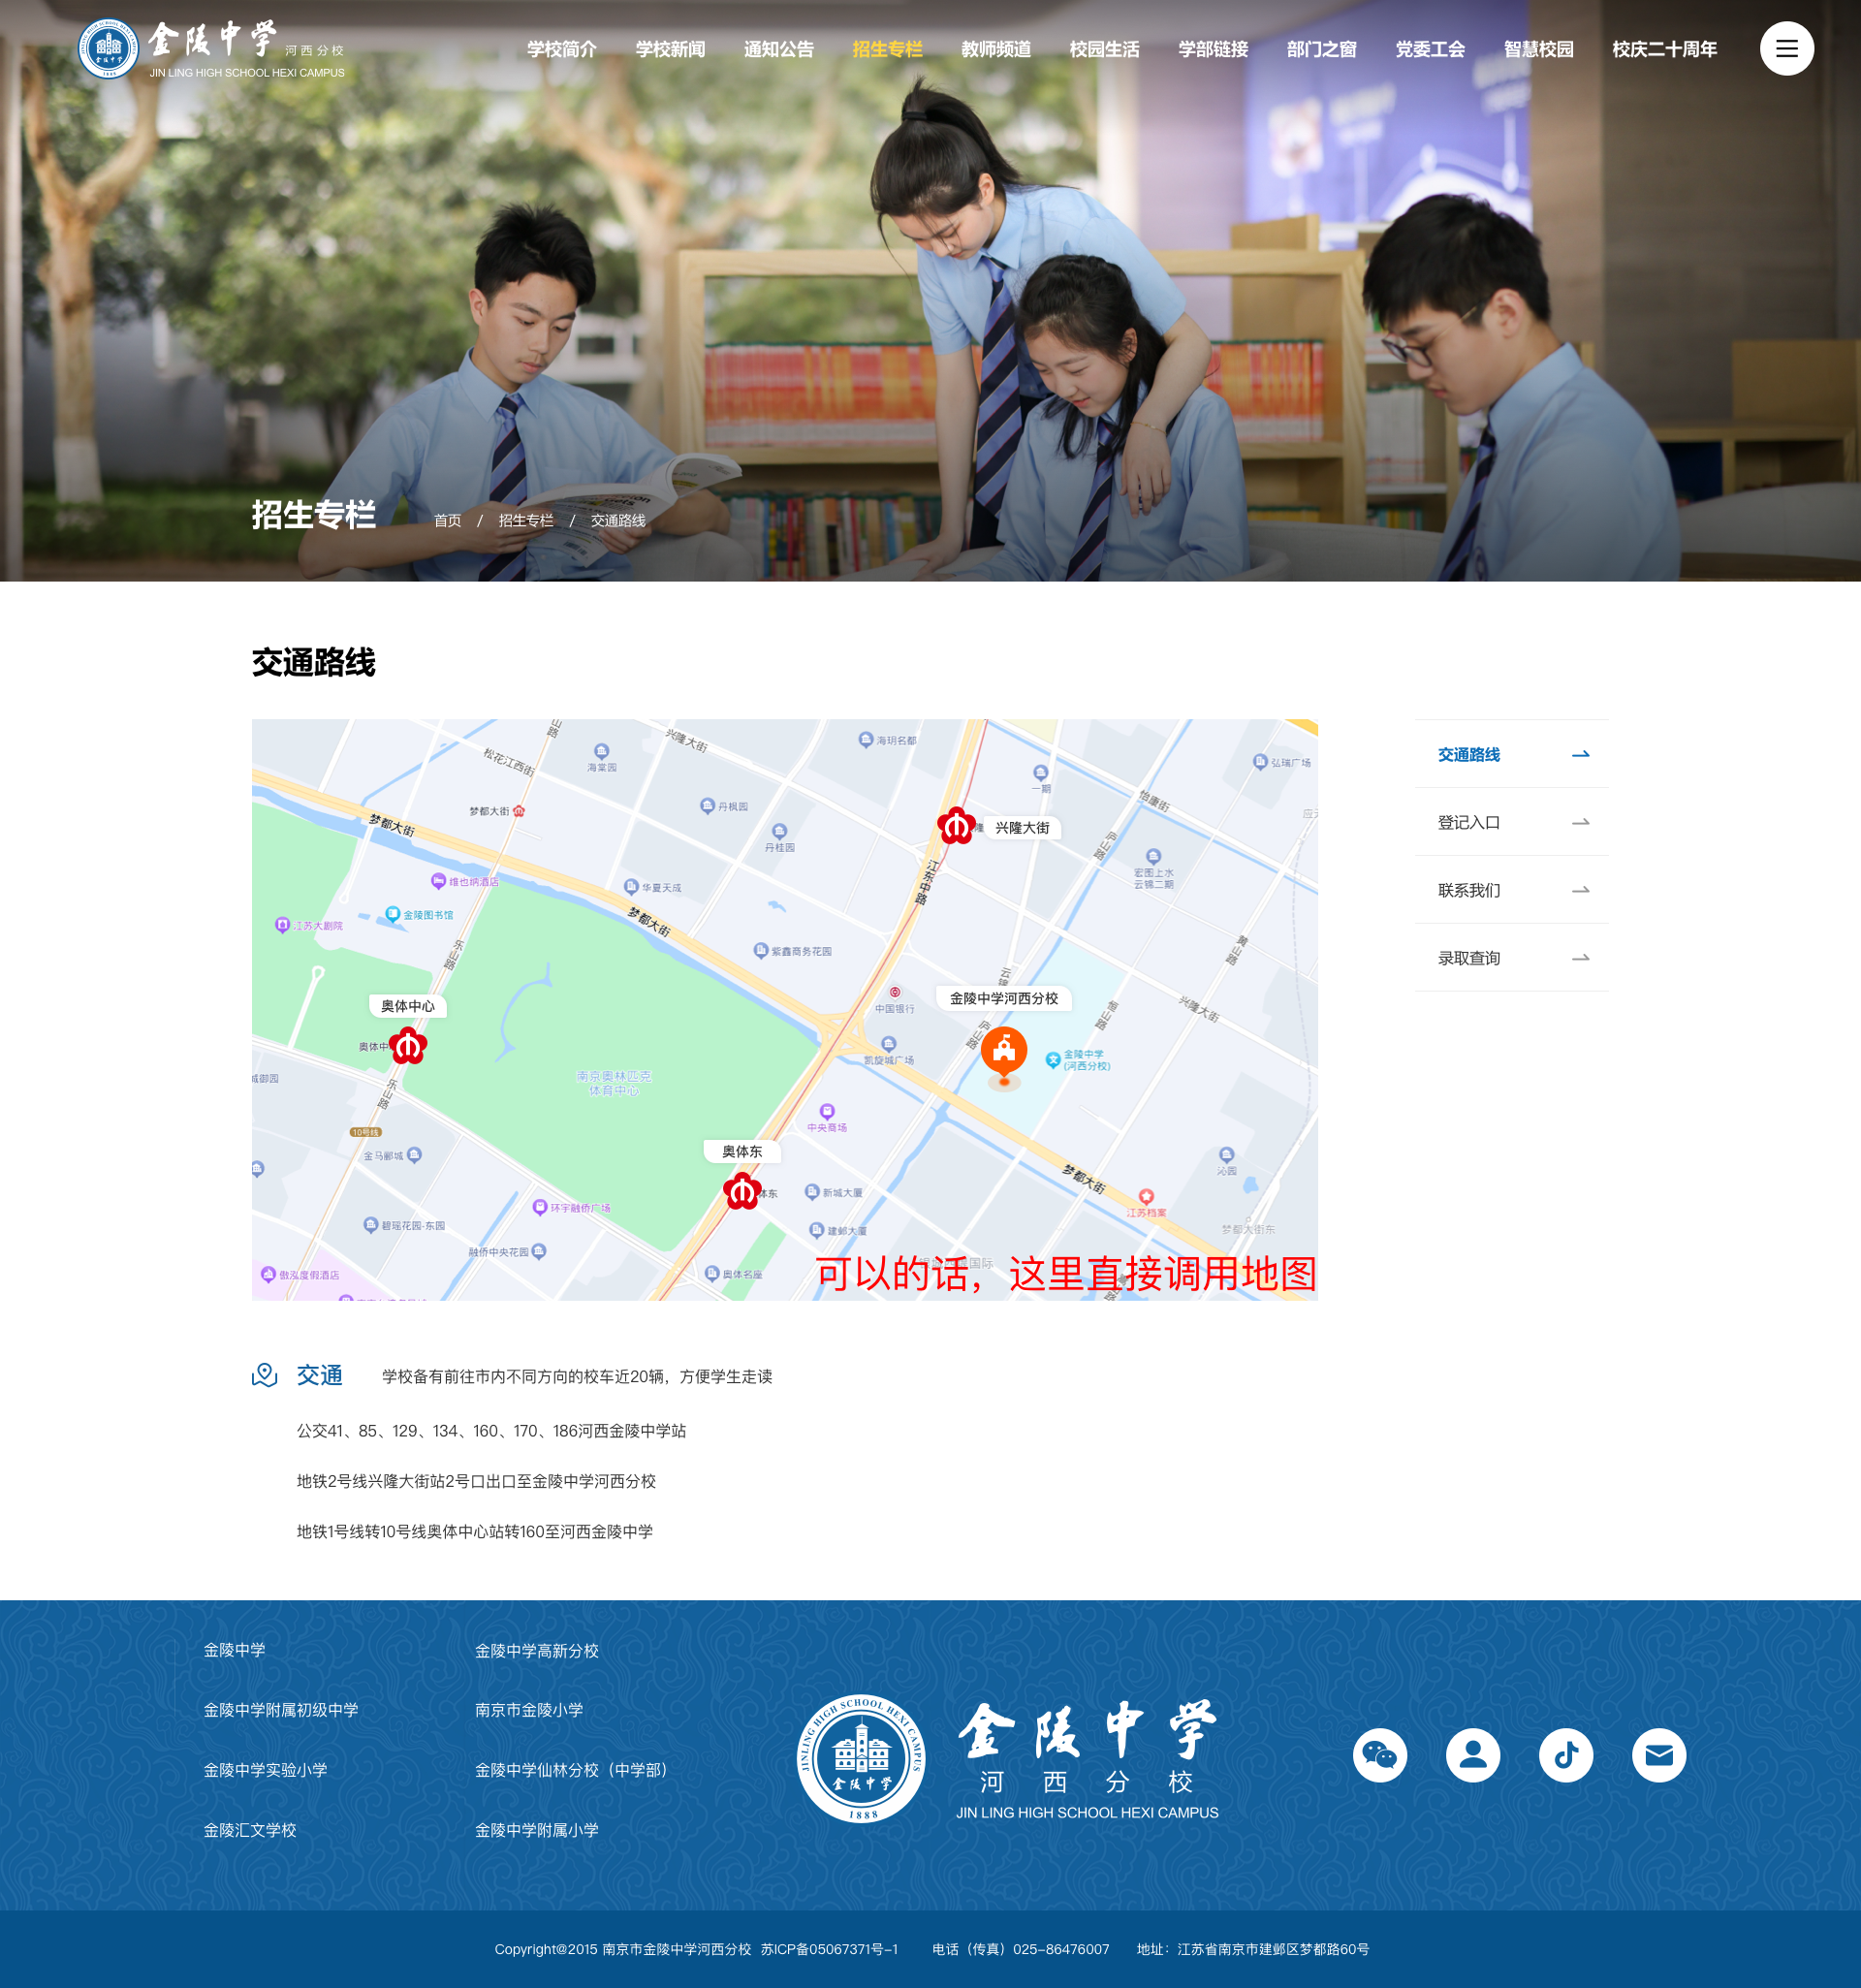 金陵中学 河西分校
JIN LING HIGH SCHOOL HEXI CAMPUS
学校简介 学校新闻 通知公告 招生专栏 教师频道 校园生活 学部链接 部门之窗 党委工会 智慧校园 校庆二十周年
招生专栏
首页 / 招生专栏 / 交通路线
交通路线
交通路线
登记入口
联系我们
录取查询
兴隆大街
海玥名都
松花江西街
海棠园
弘瑞广场
一期
怡康街
梦都大街
丹枫园
梦都大街
丹桂园
兴隆大街
庐山路
江东中路
宏图上水
云锦二期
维也纳酒店
华夏天成
金陵图书馆
江苏大剧院
梦都大街
乐山路
紫鑫商务花园
黄山路
金陵中学河西分校
中国银行
奥体中心
恒山路
兴隆大街
庐山路
凯旋城广场
金陵中学
(河西分校)
南京奥林匹克
体育中心
乐山路
中央商场
10号线
金马郦城
奥体东
沁园
梦都大街
新城大厦
江苏档案
环宇融侨广场
碧瑶花园-东园
建邺大厦
梦都大街东
融侨中央花园
傲泓度假酒店
奥体名座
可以的话，这里直接调用地图
交通 学校备有前往市内不同方向的校车近20辆，方便学生走读
公交41、85、129、134、160、170、186河西金陵中学站
地铁2号线兴隆大街站2号口出口至金陵中学河西分校
地铁1号线转10号线奥体中心站转160至河西金陵中学
金陵中学 金陵中学高新分校
金陵中学附属初级中学 南京市金陵小学
金陵中学实验小学 金陵中学仙林分校（中学部）
金陵汇文学校 金陵中学附属小学
JINLING HIGH SCHOOL HEXI CAMPUS
金陵中学
1888
金陵中学
河西分校
JIN LING HIGH SCHOOL HEXI CAMPUS
Copyright@2015 南京市金陵中学河西分校 苏ICP备05067371号-1 电话（传真）025-86476007 地址：江苏省南京市建邺区梦都路60号